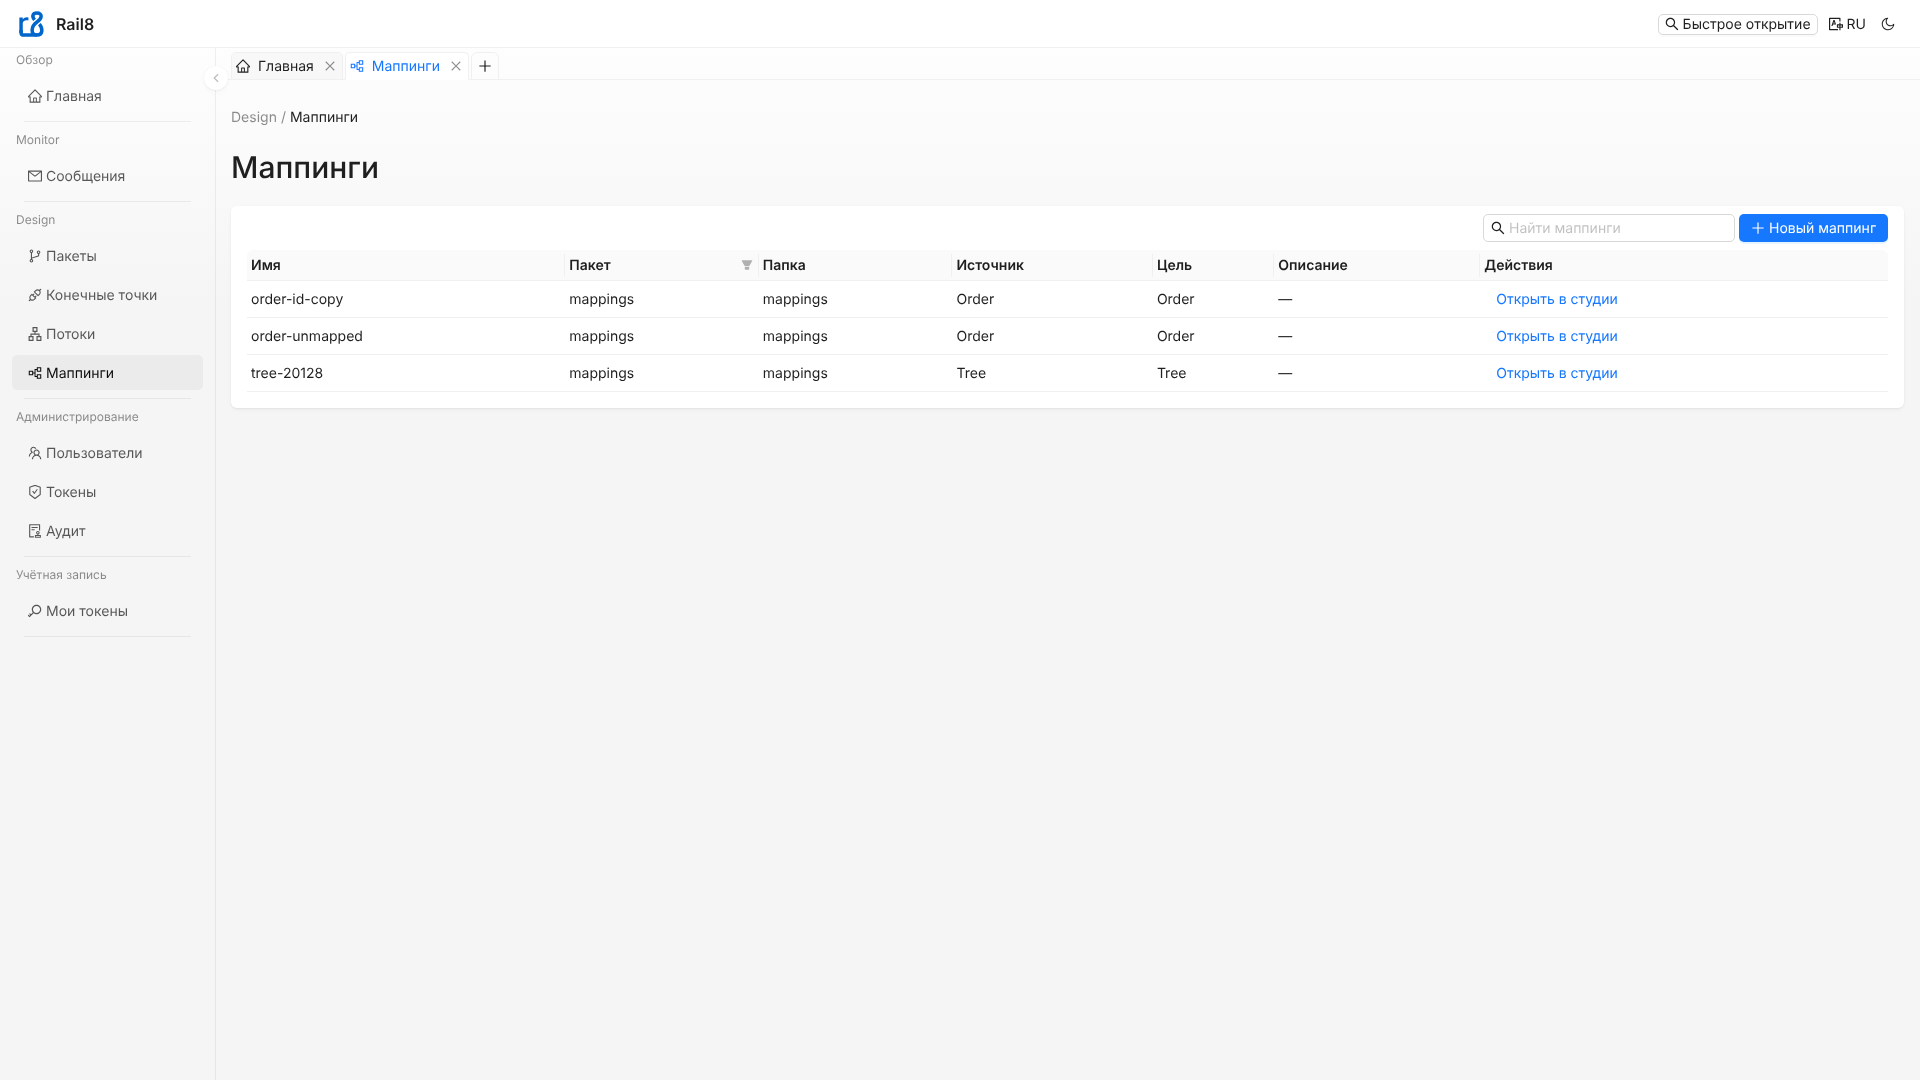 Rail8
Быстрое открытие
RU
Обзор
Главная
Monitor
Сообщения
Design
Пакеты
Конечные точки
Потоки
Маппинги
Администрирование
Пользователи
Токены
Аудит
Учётная запись
Мои токены
Главная
Маппинги
Design / Маппинги
Маппинги
Найти маппинги
Новый маппинг
Имя Пакет Папка Источник Цель Описание Действия
order-id-copy mappings mappings Order Order — Открыть в студии
order-unmapped mappings mappings Order Order — Открыть в студии
tree-20128 mappings mappings Tree Tree — Открыть в студии